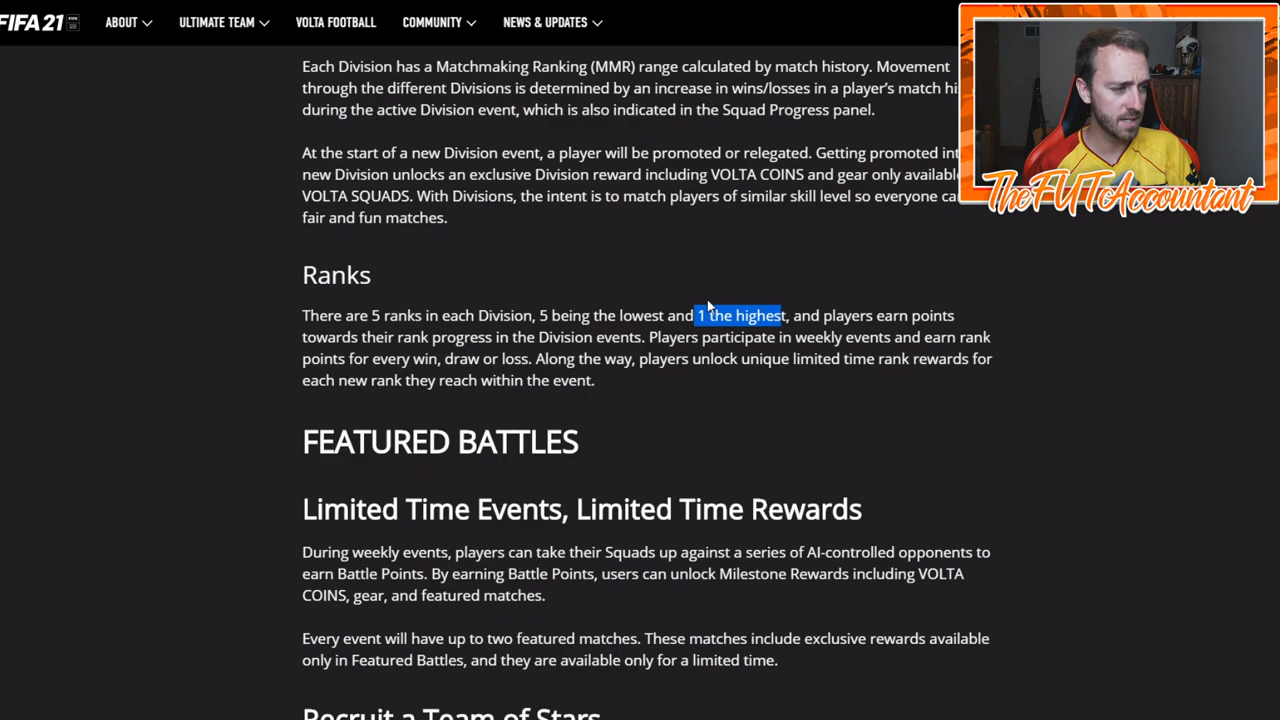 FIFA 21
ABOUT
ULTIMATE TEAM
VOLTA FOOTBALL
COMMUNITY
NEWS & UPDATES
Each Division has a Matchmaking Ranking (MMR) range calculated by match history. Movement
through the different Divisions is determined by an increase in wins/losses in a player’s match hi
during the active Division event, which is also indicated in the Squad Progress panel.
At the start of a new Division event, a player will be promoted or relegated. Getting promoted int
new Division unlocks an exclusive Division reward including VOLTA COINS and gear only available
VOLTA SQUADS. With Divisions, the intent is to match players of similar skill level so everyone ca
fair and fun matches.
TheFUTAccountant
Ranks
There are 5 ranks in each Division, 5 being the lowest and 1 the highest, and players earn points
towards their rank progress in the Division events. Players participate in weekly events and earn rank
points for every win, draw or loss. Along the way, players unlock unique limited time rank rewards for
each new rank they reach within the event.
FEATURED BATTLES
Limited Time Events, Limited Time Rewards
During weekly events, players can take their Squads up against a series of AI-controlled opponents to
earn Battle Points. By earning Battle Points, users can unlock Milestone Rewards including VOLTA
COINS, gear, and featured matches.
Every event will have up to two featured matches. These matches include exclusive rewards available
only in Featured Battles, and they are available only for a limited time.
Recruit a Team of Stars